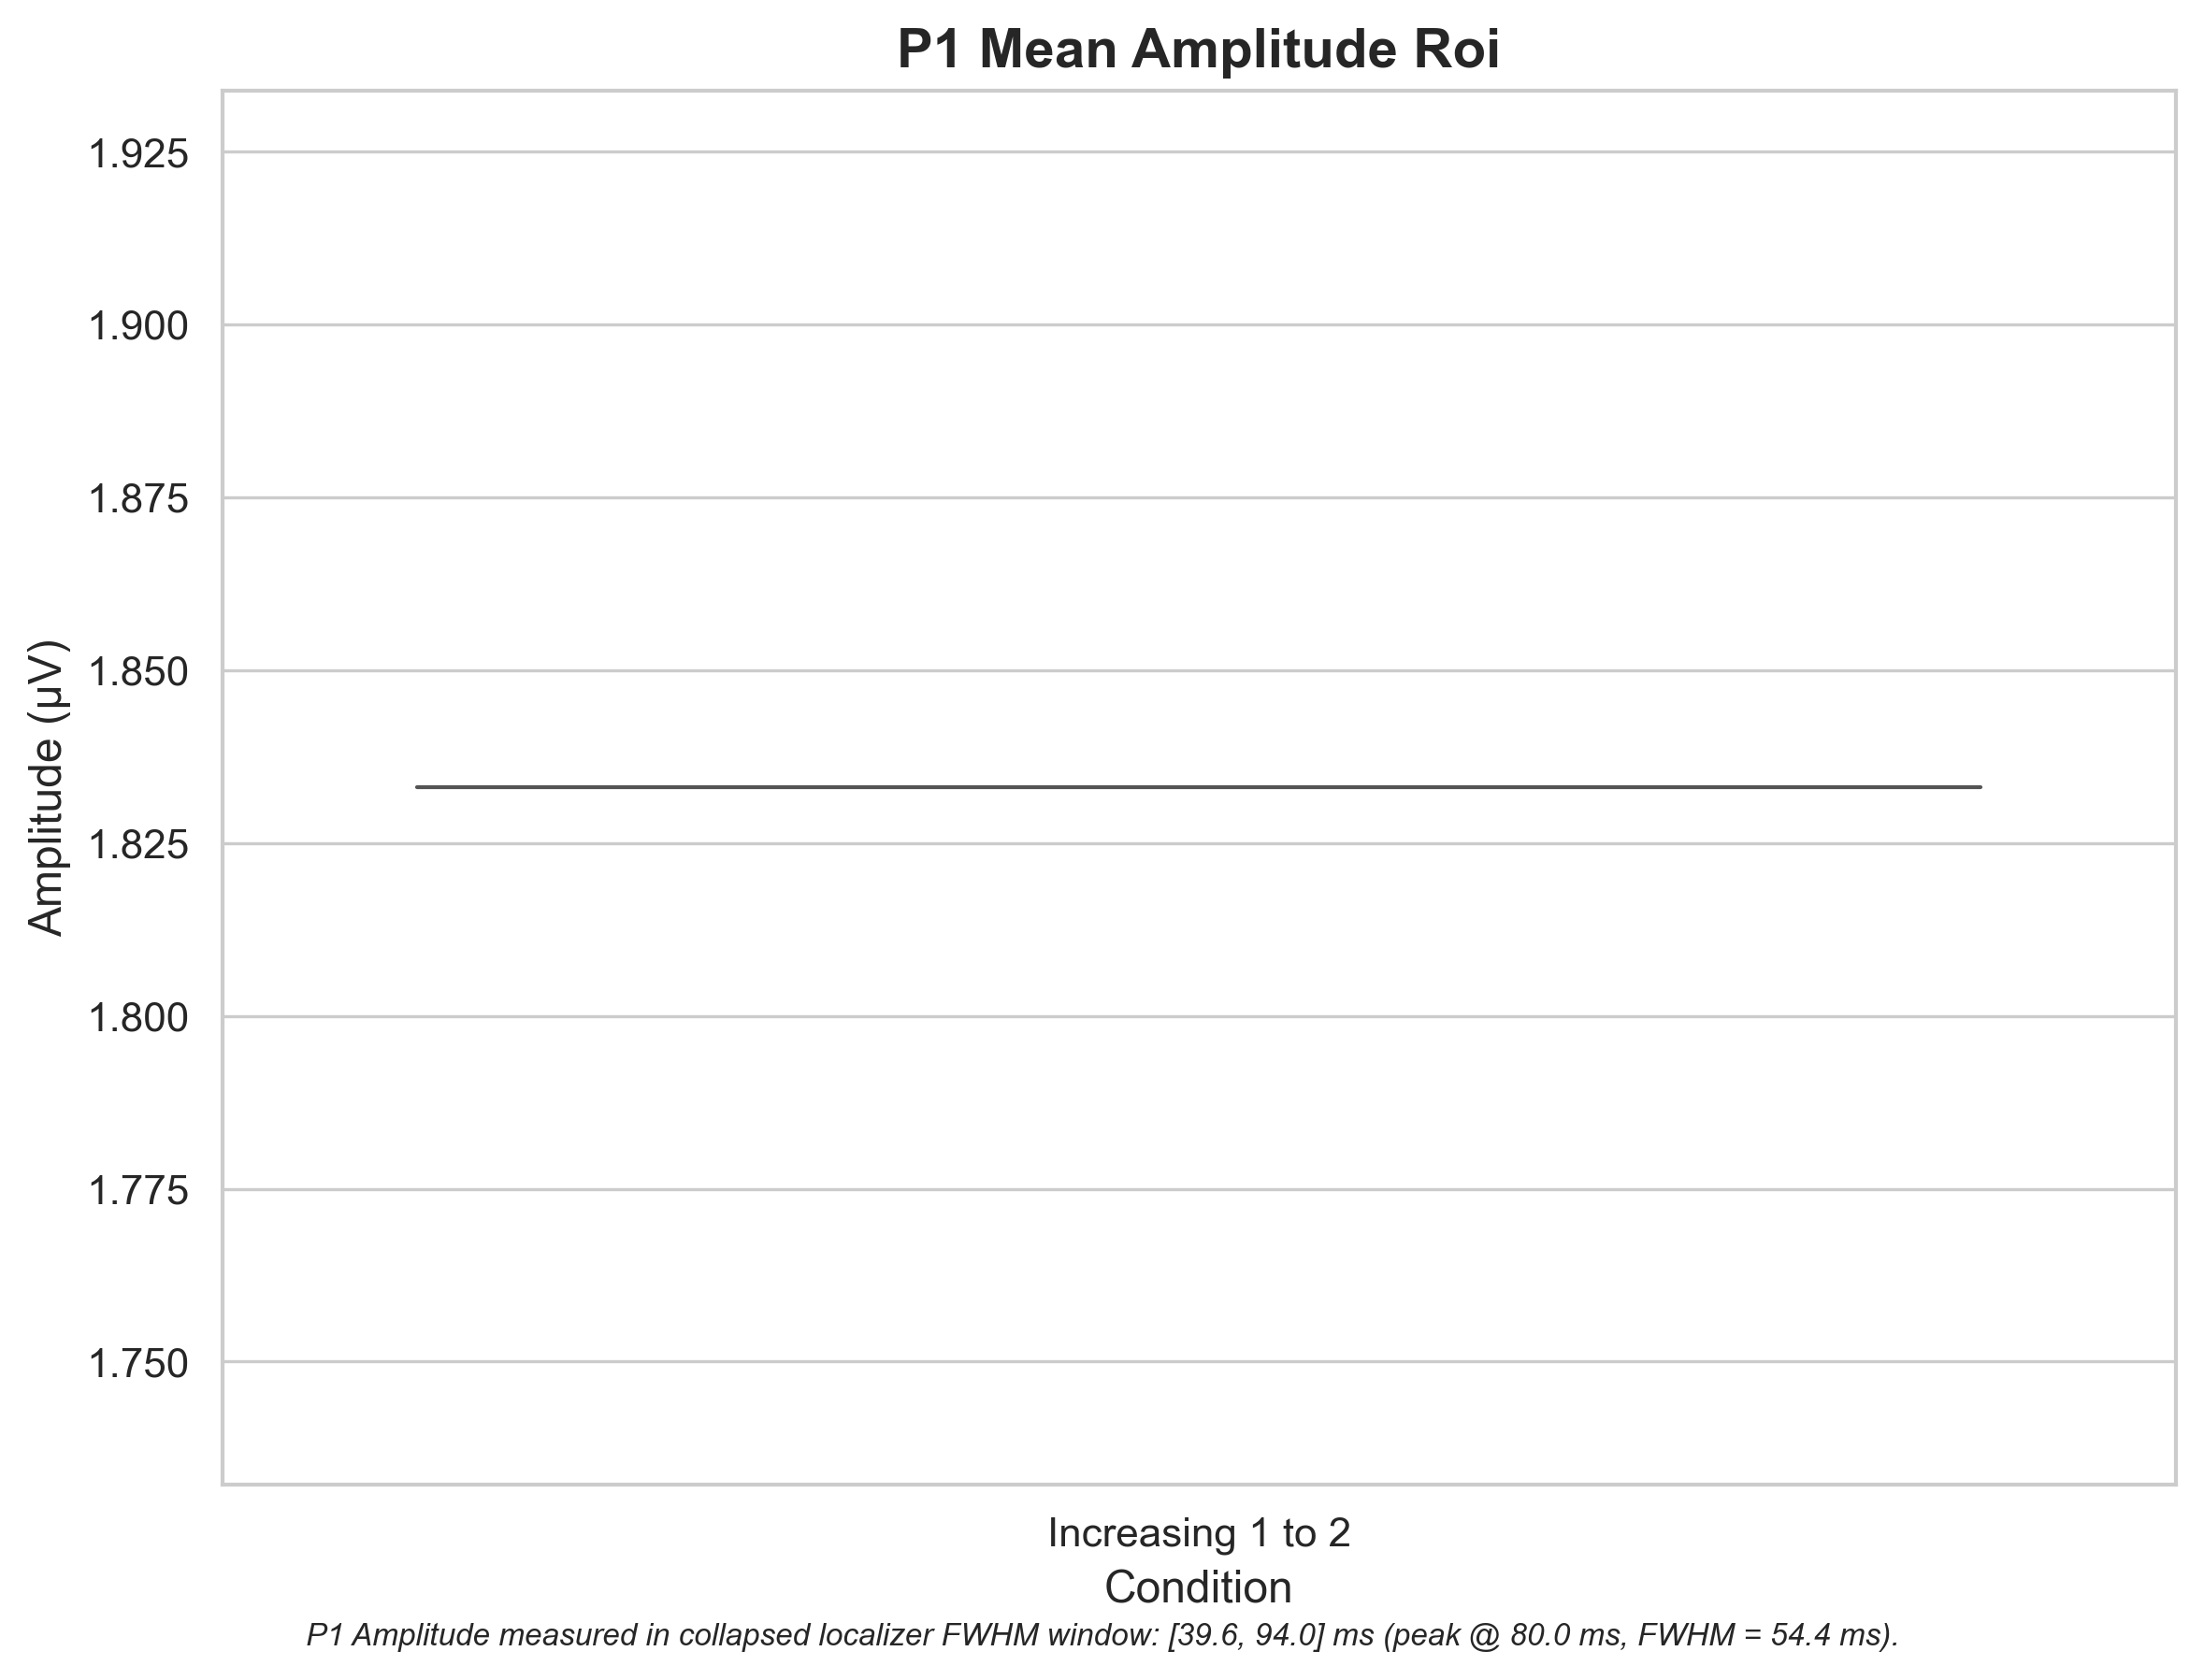 P1 Mean Amplitude Roi
1.925
1.900
1.875
1.850
1.825
1.800
1.775
1.750
Amplitude (µV)
Increasing 1 to 2
Condition
P1 Amplitude measured in collapsed localizer FWHM window: [39.6, 94.0] ms (peak @ 80.0 ms, FWHM = 54.4 ms).